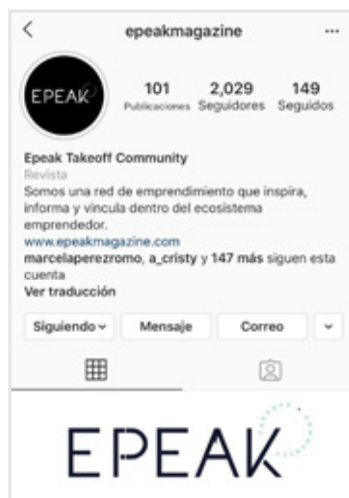 epeakmagazine
EPEAK
101 2,029 149
Publicaciones Seguidores Seguidos
Epeak Takeoff Community
Revista
Somos una red de emprendimiento que inspira,
informa y vincula dentro del ecosistema
emprendedor.
www.epeakmagazine.com
marcelaperezromo, a_cristy y 147 más siguen esta
cuenta
Ver traducción
Siguiendo Mensaje Correo
EPEAK